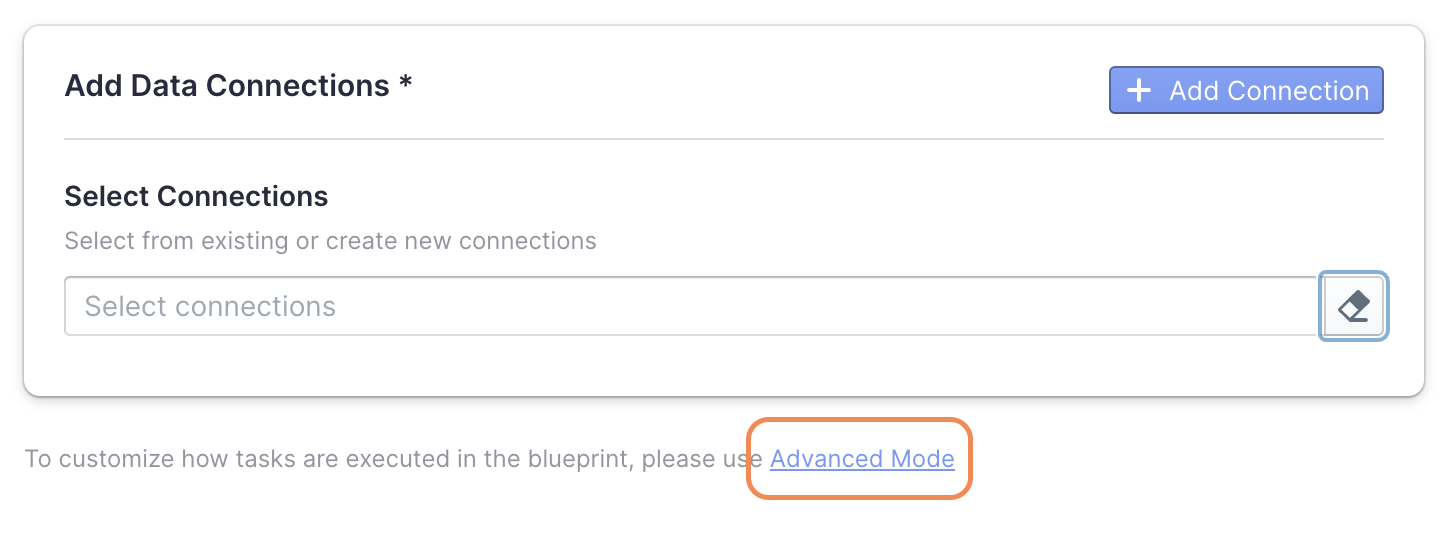 Add Data Connections *
+ Add Connection
Select Connections
Select from existing or create new connections
Select connections
To customize how tasks are executed in the blueprint, please use Advanced Mode